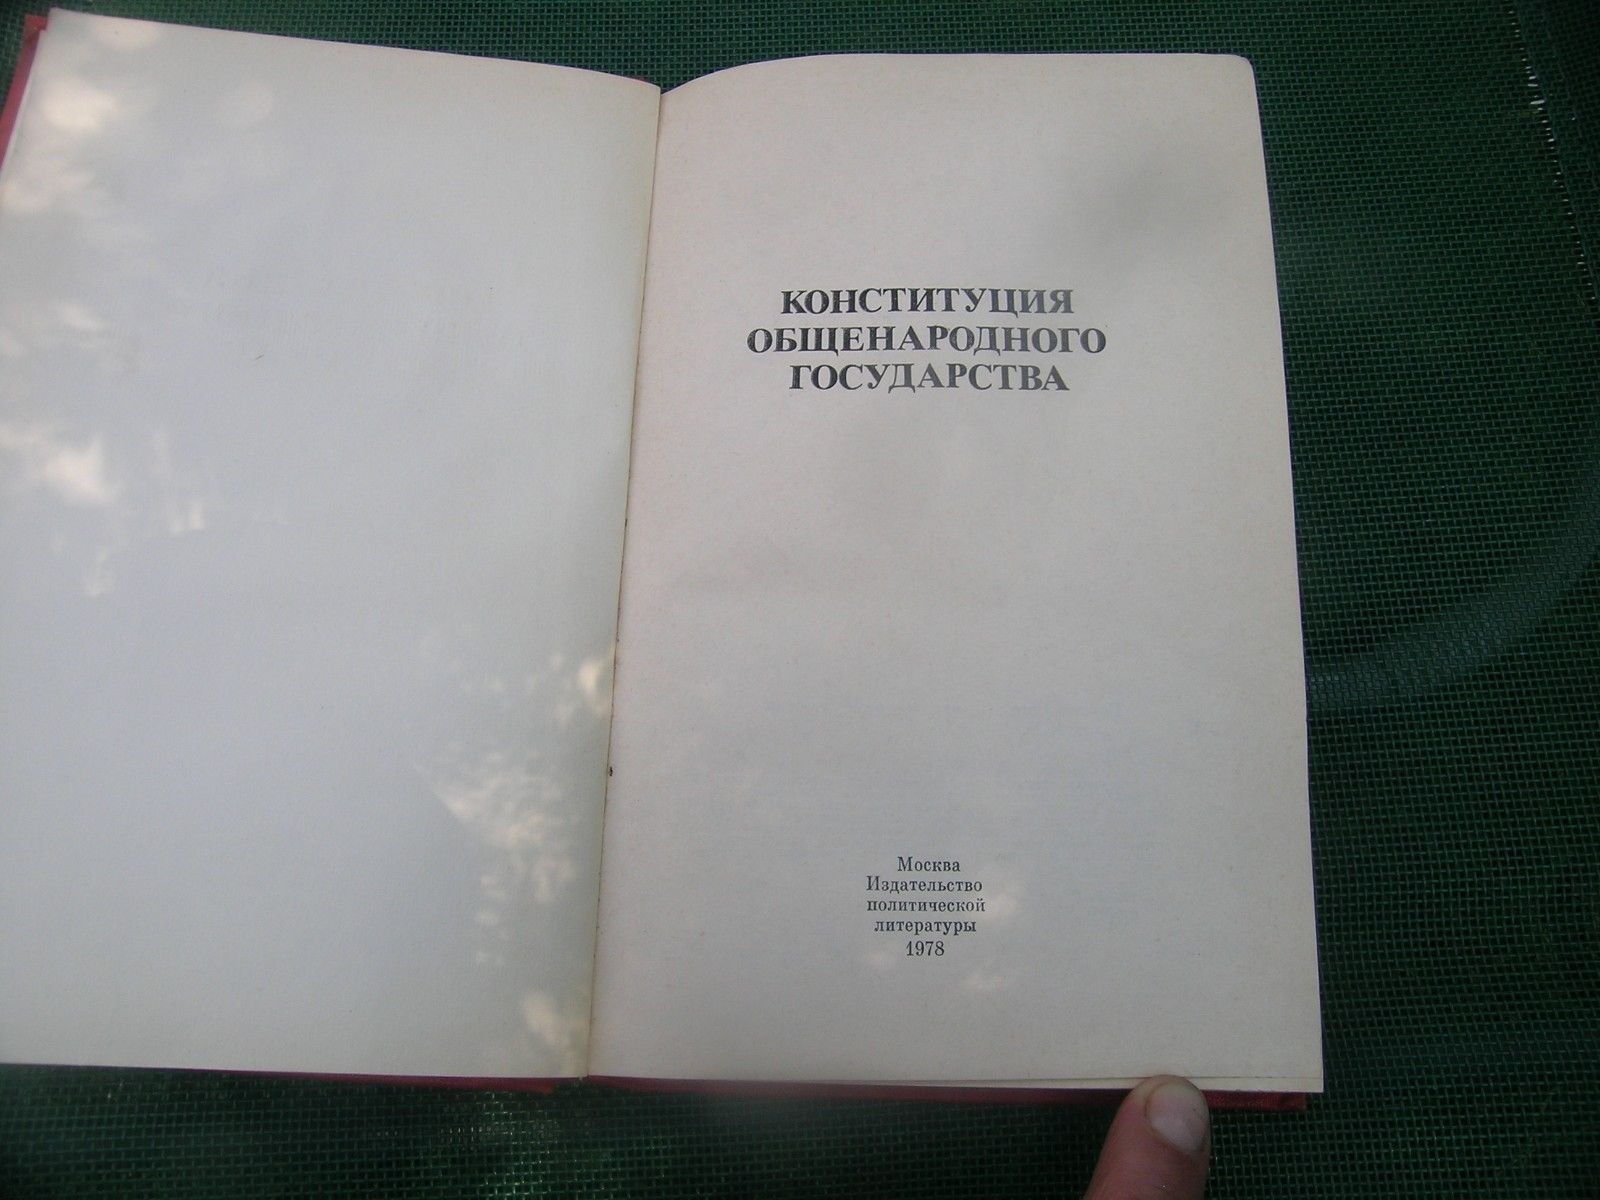 КОНСТИТУЦИЯ
ОБЩЕНАРОДНОГО
ГОСУДАРСТВА
Москва
Издательство
политической
литературы
1978